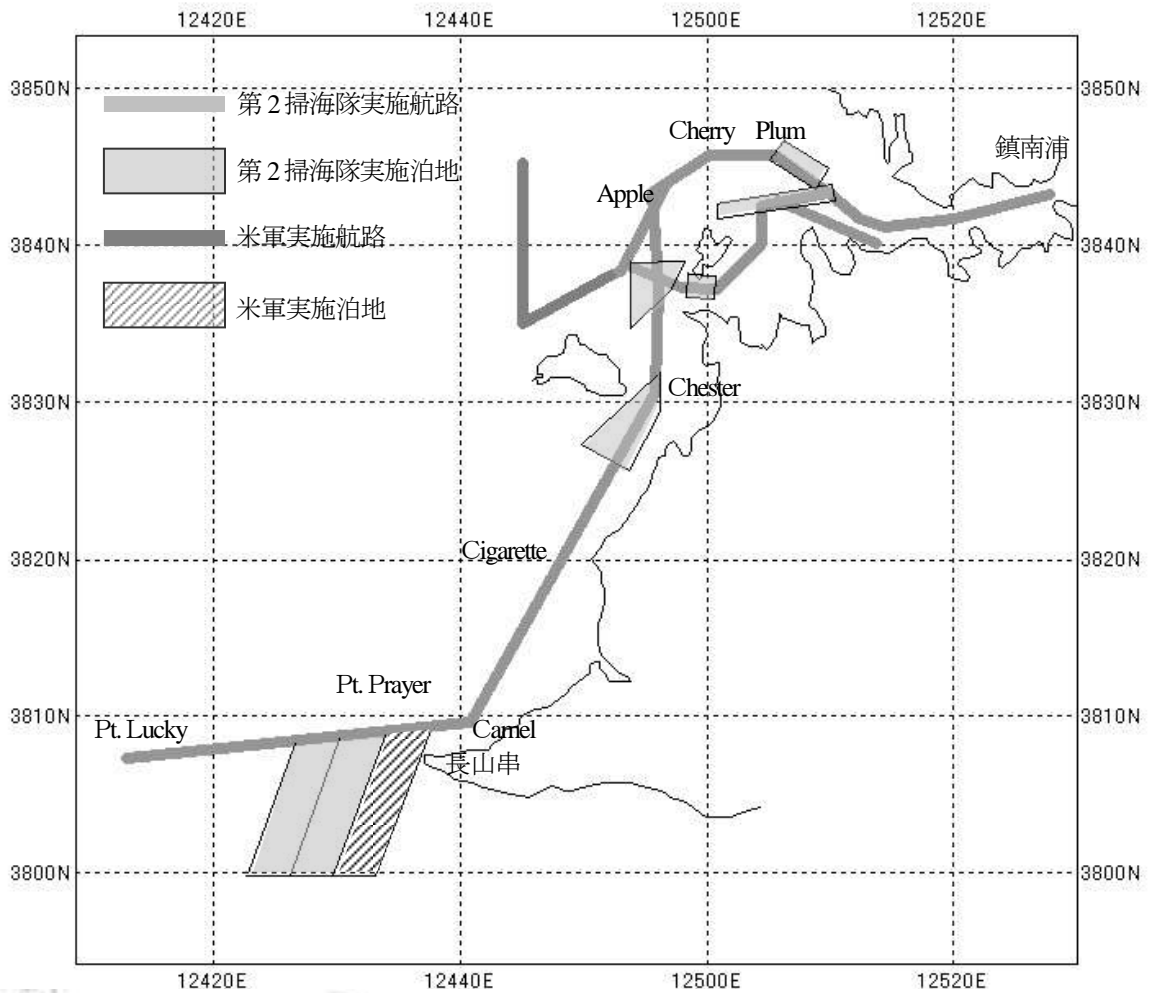 12420E 12440E 12500E 12520E
3850N 3850N
第2掃海隊実施航路
Cherry Plum
鎮南浦
第2掃海隊実施泊地
Apple
米軍実施航路
3840N 3840N
米軍実施泊地
Chester
3830N 3830N
Cigarette
3820N 3820N
Pt. Prayer
Pt. Lucky
Camel
3810N 3810N
長山串
3800N 3800N
12420E 12440E 12500E 12520E